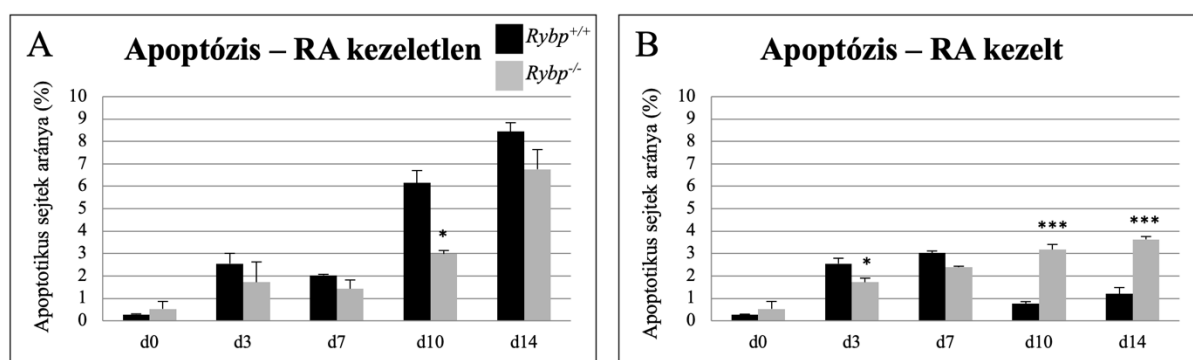 A
Apoptózis – RA kezeletlen
Rybp+/+
Rybp-/-
Apoptotikus sejtek aránya (%)
10
9
8
7
6
5
4
3
2
1
0
*
d0
d3
d7
d10
d14
B
Apoptózis – RA kezelt
Apoptotikus sejtek aránya (%)
10
9
8
7
6
5
4
3
2
1
0
*
***
***
d0
d3
d7
d10
d14